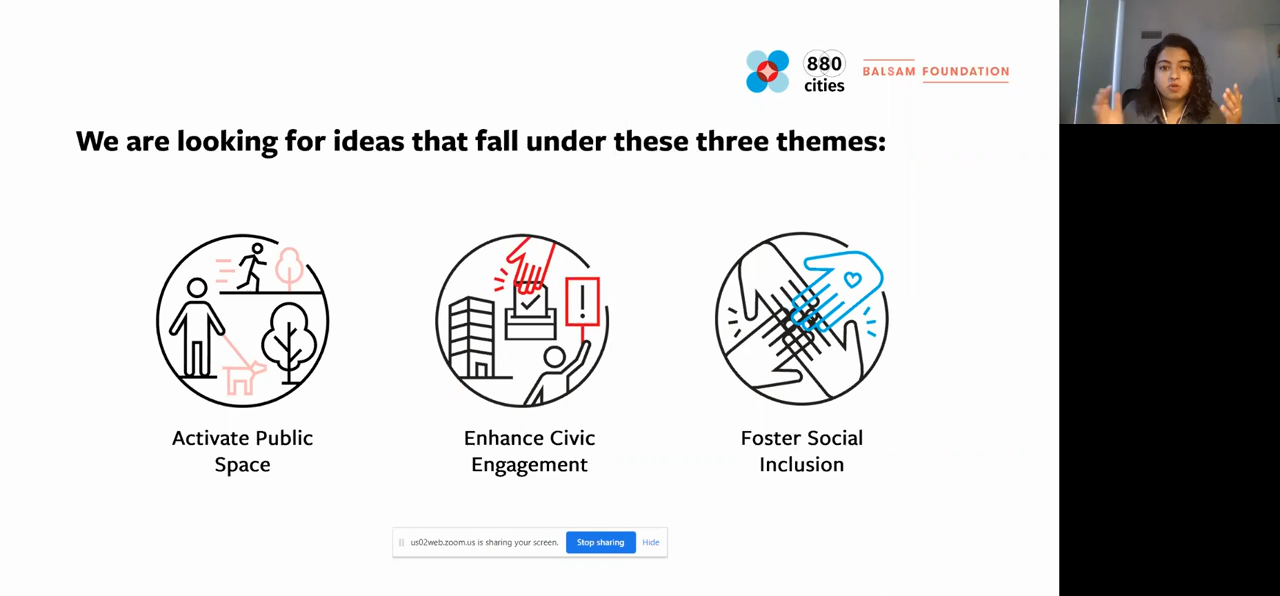 880
cities
BALSAM FOUNDATION
We are looking for ideas that fall under these three themes:
!
Activate Public
Space
Enhance Civic
Engagement
Foster Social
Inclusion
us02web.zoom.us is sharing your screen. Stop sharing Hide